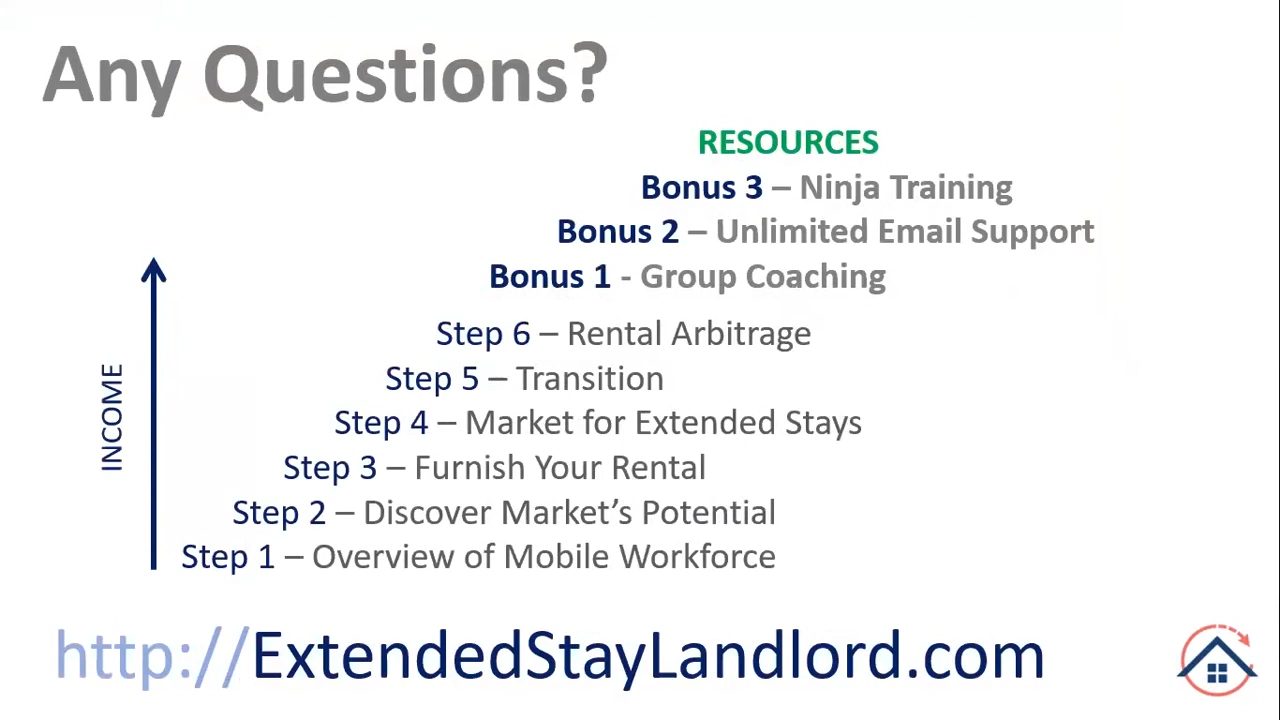 Any Questions?
RESOURCES
Bonus 3 – Ninja Training
Bonus 2 – Unlimited Email Support
Bonus 1 - Group Coaching
Step 6 – Rental Arbitrage
Step 5 – Transition
Step 4 – Market for Extended Stays
Step 3 – Furnish Your Rental
Step 2 – Discover Market’s Potential
Step 1 – Overview of Mobile Workforce
INCOME
http://ExtendedStayLandlord.com